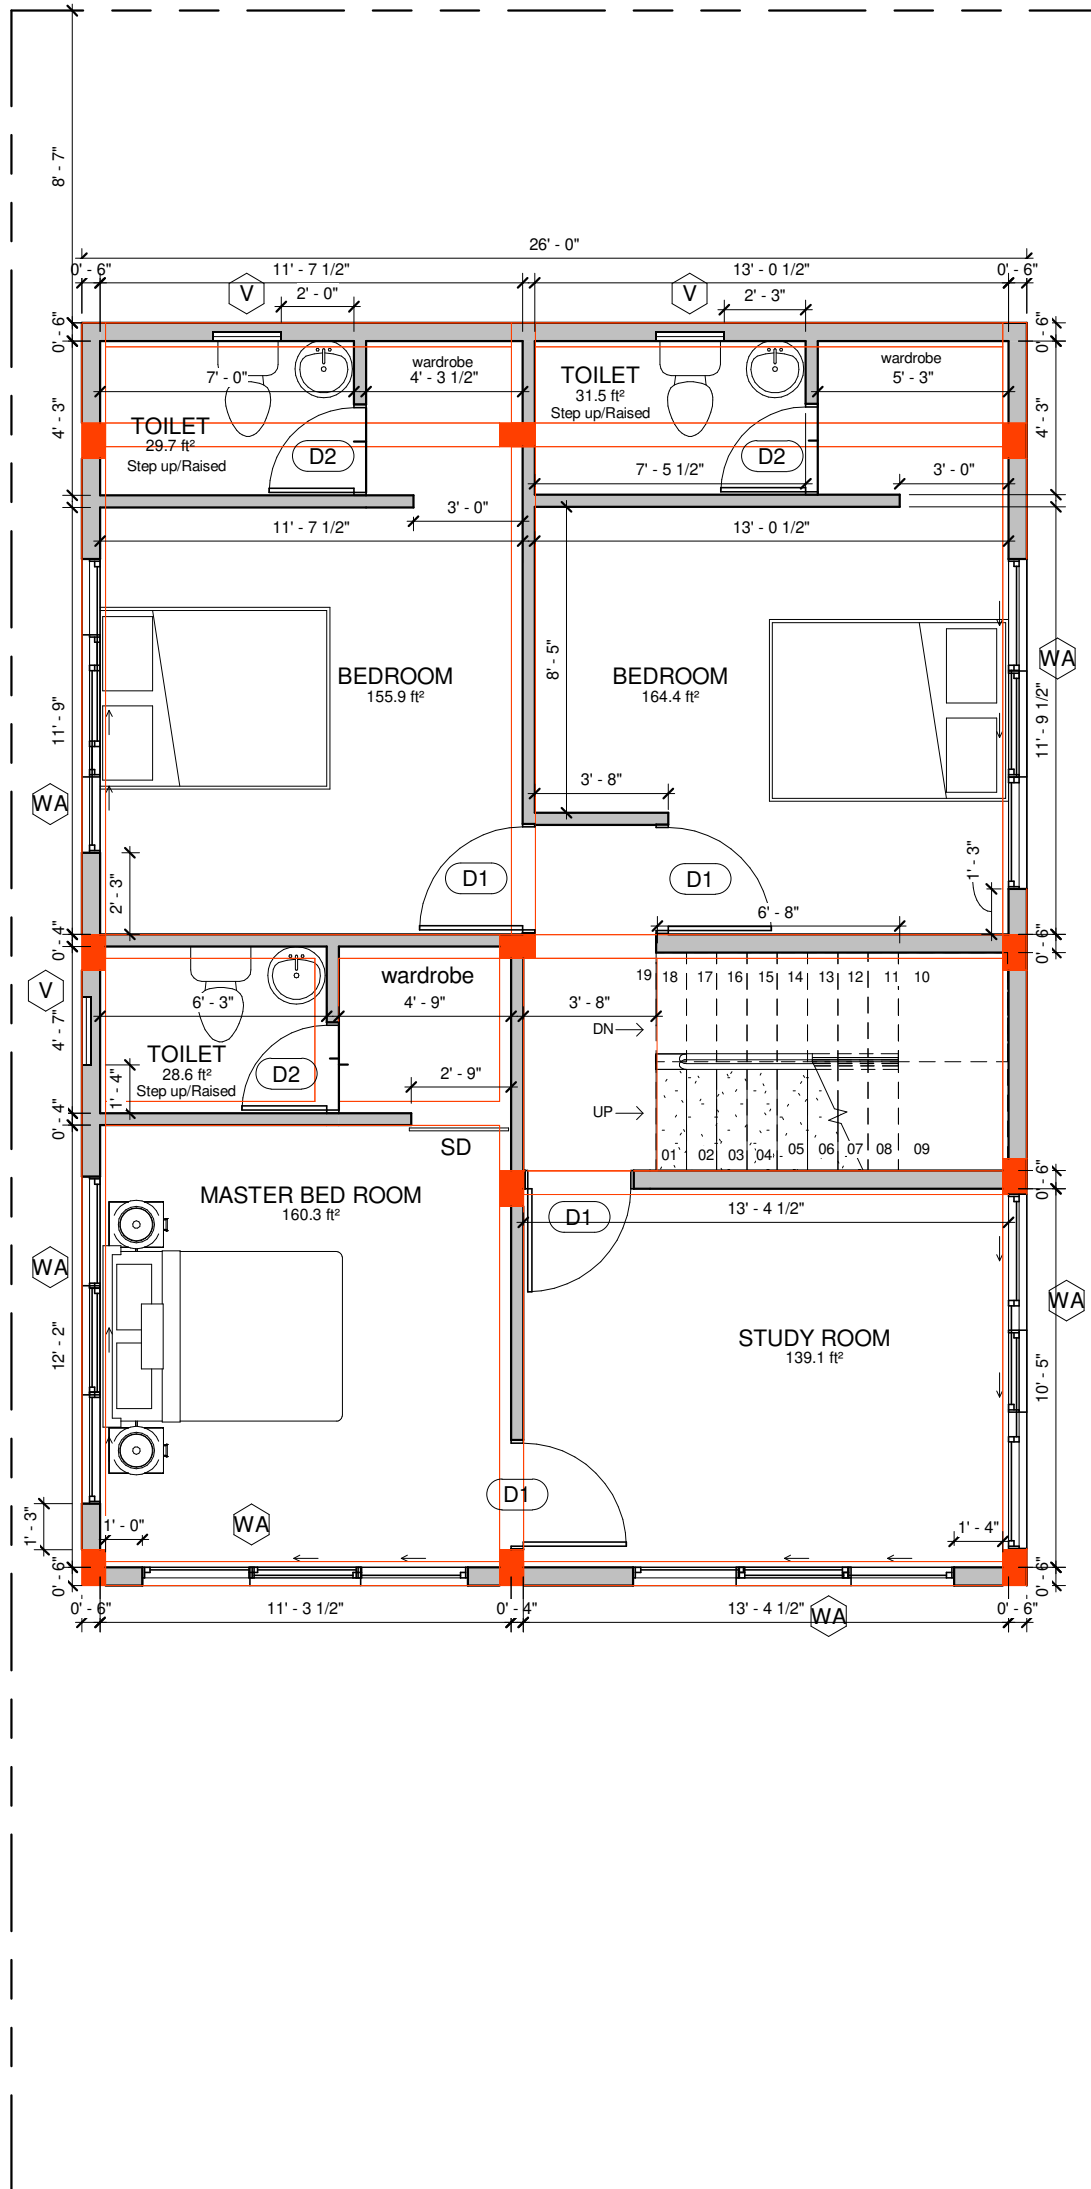 8' - 7"
26' - 0"
0' - 6"
11' - 7 1/2"
13' - 0 1/2"
0' - 6"
V
2' - 0"
V
2' - 3"
0' - 6"
0' - 6"
wardrobe
4' - 3 1/2"
7' - 0"
TOILET
31.5 ft²
Step up/Raised
wardrobe
5' - 3"
4' - 3"
4' - 3"
TOILET
29.7 ft²
Step up/Raised
D2
D2
7' - 5 1/2"
3' - 0"
3' - 0"
11' - 7 1/2"
13' - 0 1/2"
8' - 5"
BEDROOM
155.9 ft²
BEDROOM
164.4 ft²
WA
11' - 9"
11' - 9 1/2"
3' - 8"
WA
D1
D1
1' - 3"
2' - 3"
6' - 8"
0' - 4"
0' - 6"
V
wardrobe
6' - 3"
4' - 9"
3' - 8"
19
18
17
16
15
14
13
12
11
10
DN
4' - 7"
TOILET
28.6 ft²
Step up/Raised
D2
1' - 4"
2' - 9"
UP
0' - 4"
SD
01
02
03
04
05
06
07
08
09
0' - 6"
MASTER BED ROOM
160.3 ft²
D1
13' - 4 1/2"
WA
WA
12' - 2"
STUDY ROOM
139.1 ft²
10' - 5"
D1
1' - 3"
1' - 0"
WA
1' - 4"
0' - 6"
0' - 6"
0' - 6"
11' - 3 1/2"
0' - 4"
13' - 4 1/2"
WA
0' - 6"